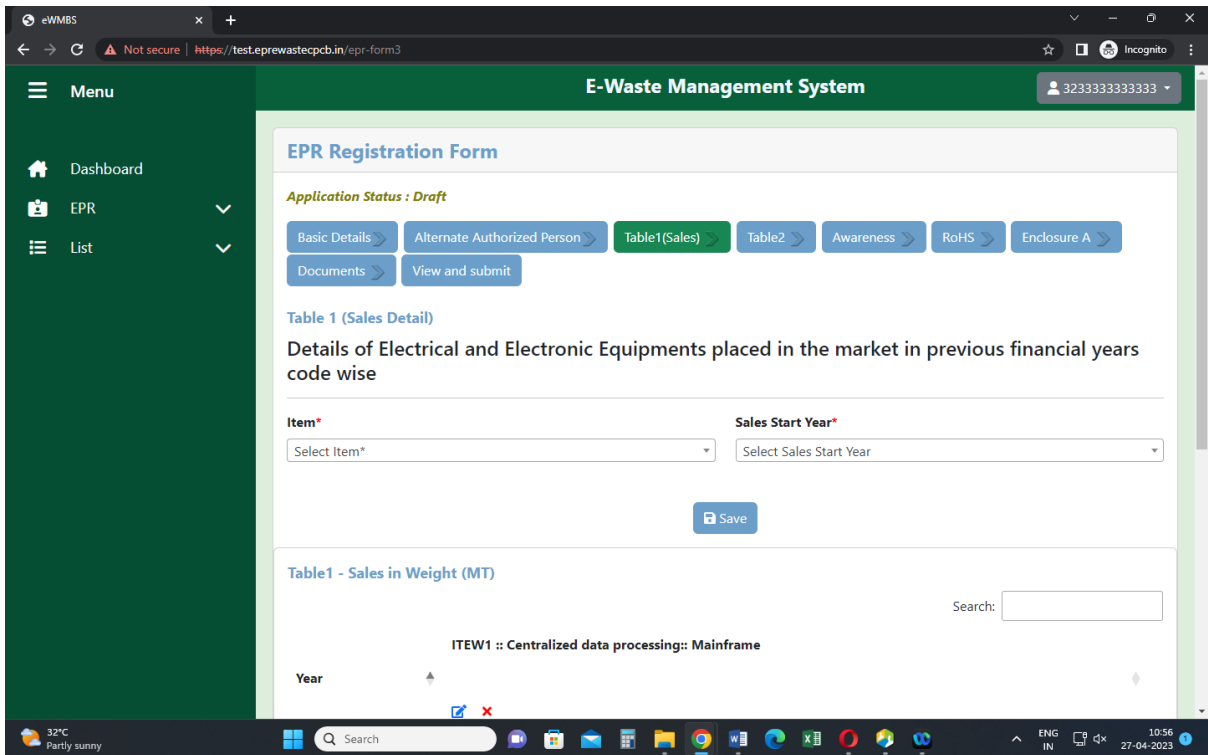 eWMBS
Not secure | https://test.eprewastecpcb.in/epr-form3
Incognito
Menu
E-Waste Management System
3233333333333
Dashboard
EPR
List
EPR Registration Form
Application Status : Draft
Basic Details
Alternate Authorized Person
Table1(Sales)
Table2
Awareness
RoHS
Enclosure A
Documents
View and submit
Table 1 (Sales Detail)
Details of Electrical and Electronic Equipments placed in the market in previous financial years
code wise
Item*
Sales Start Year*
Select Item*
Select Sales Start Year
Save
Table1 - Sales in Weight (MT)
Search:
ITEW1 :: Centralized data processing:: Mainframe
Year
32°C
Partly sunny
Search
ENG
IN
10:56
27-04-2023
1